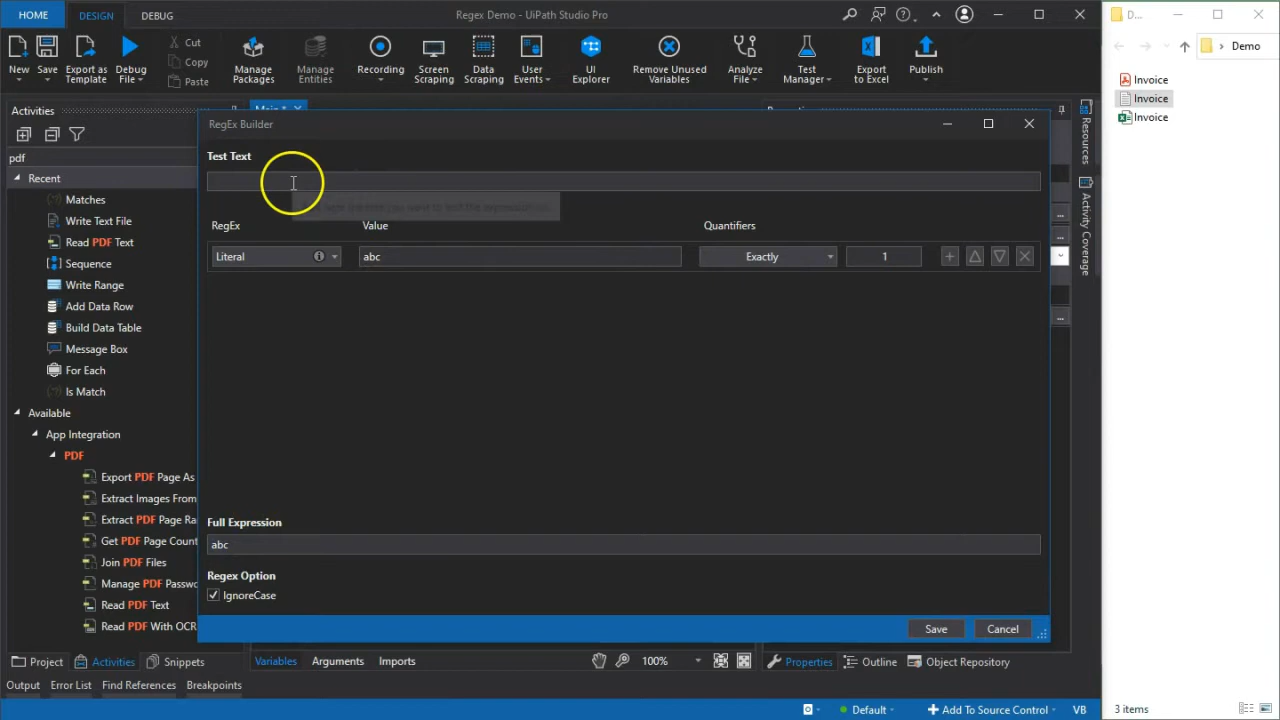 HOME DESIGN DEBUG Regex Demo - UiPath Studio Pro D...
New Save Export as Template Debug File Cut Copy Paste Manage Packages Manage Entities Recording Screen Scraping Data Scraping User Events UI Explorer Remove Unused Variables Analyze File Test Manager Export to Excel Publish
Demo
Invoice
Invoice
Invoice
Activities
Main *
pdf
Recent
Matches
Write Text File
Read PDF Text
Sequence
Write Range
Add Data Row
Build Data Table
Message Box
For Each
Is Match
Available
App Integration
PDF
Export PDF Page As
Extract Images From
Extract PDF Page Ra
Get PDF Page Count
Join PDF Files
Manage PDF Passwo
Read PDF Text
Read PDF With OCR
RegEx Builder
Test Text
RegEx Value Quantifiers
Literal abc Exactly 1
Full Expression
abc
Regex Option
IgnoreCase
Save Cancel
Resources
Activity Coverage
Project Activities Snippets Variables Arguments Imports 100% Properties Outline Object Repository
Output Error List Find References Breakpoints
Default Add To Source Control VB 3 items